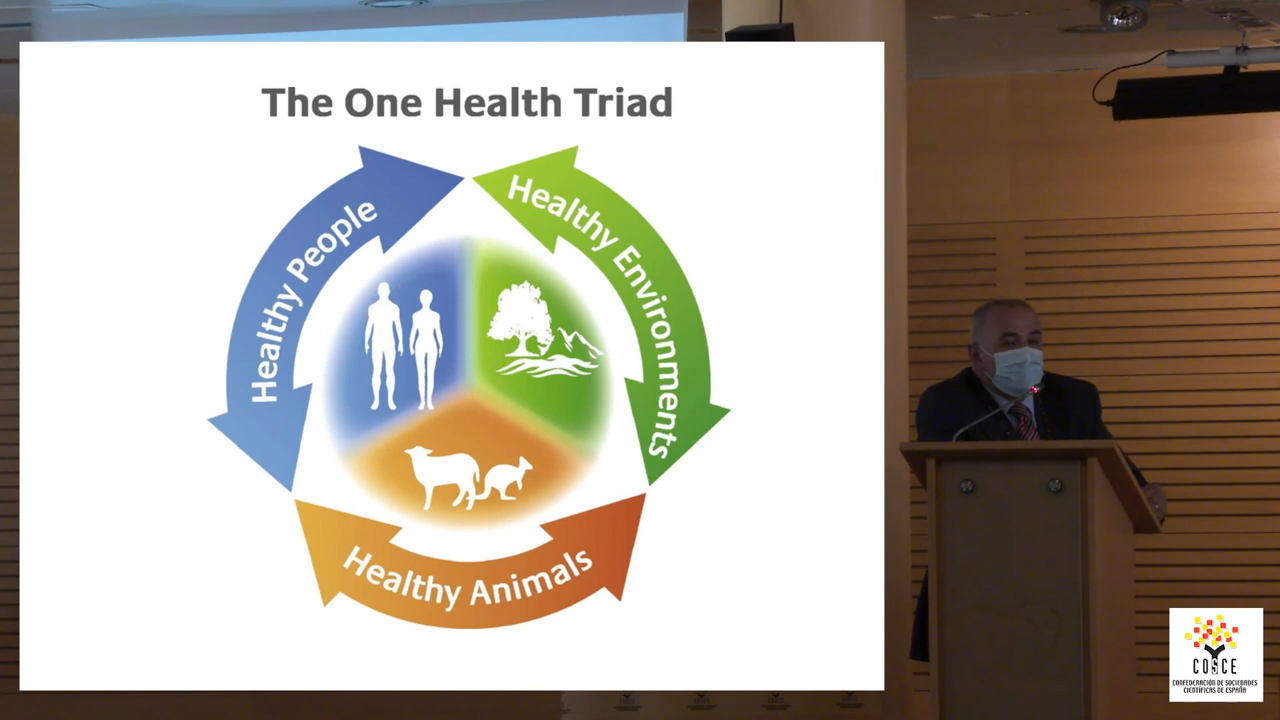 The One Health Triad
Healthy People
Healthy Environments
Healthy Animals
COSCE
CONFEDERACIÓN DE SOCIEDADES
CIENTÍFICAS DE ESPAÑA